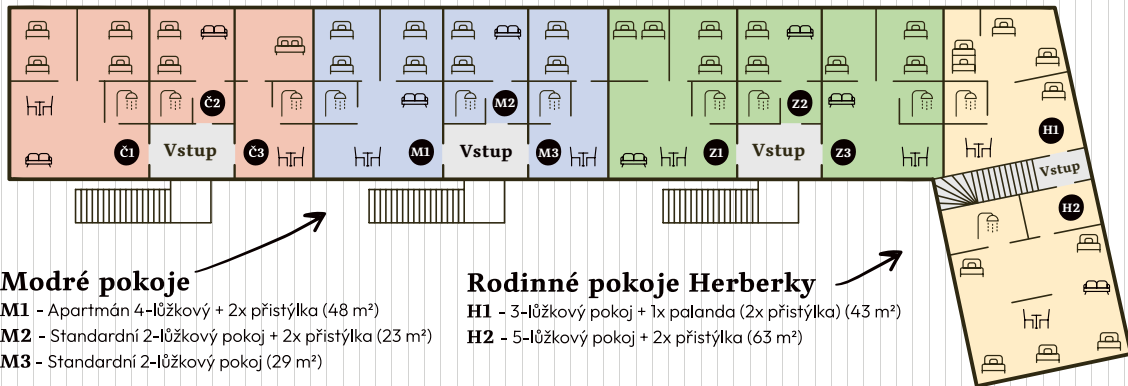 Č1
Vstup
Č2
Č3
M1
Vstup
M2
M3
Z1
Vstup
Z2
Z3
H1
Vstup
H2
Modré pokoje
M1 - Apartmán 4-lůžkový + 2x přistýlka (48 m²)
M2 - Standardní 2-lůžkový pokoj + 2x přistýlka (23 m²)
M3 - Standardní 2-lůžkový pokoj (29 m²)
Rodinné pokoje Herberky
H1 - 3-lůžkový pokoj + 1x palanda (2x přistýlka) (43 m²)
H2 - 5-lůžkový pokoj + 2x přistýlka (63 m²)